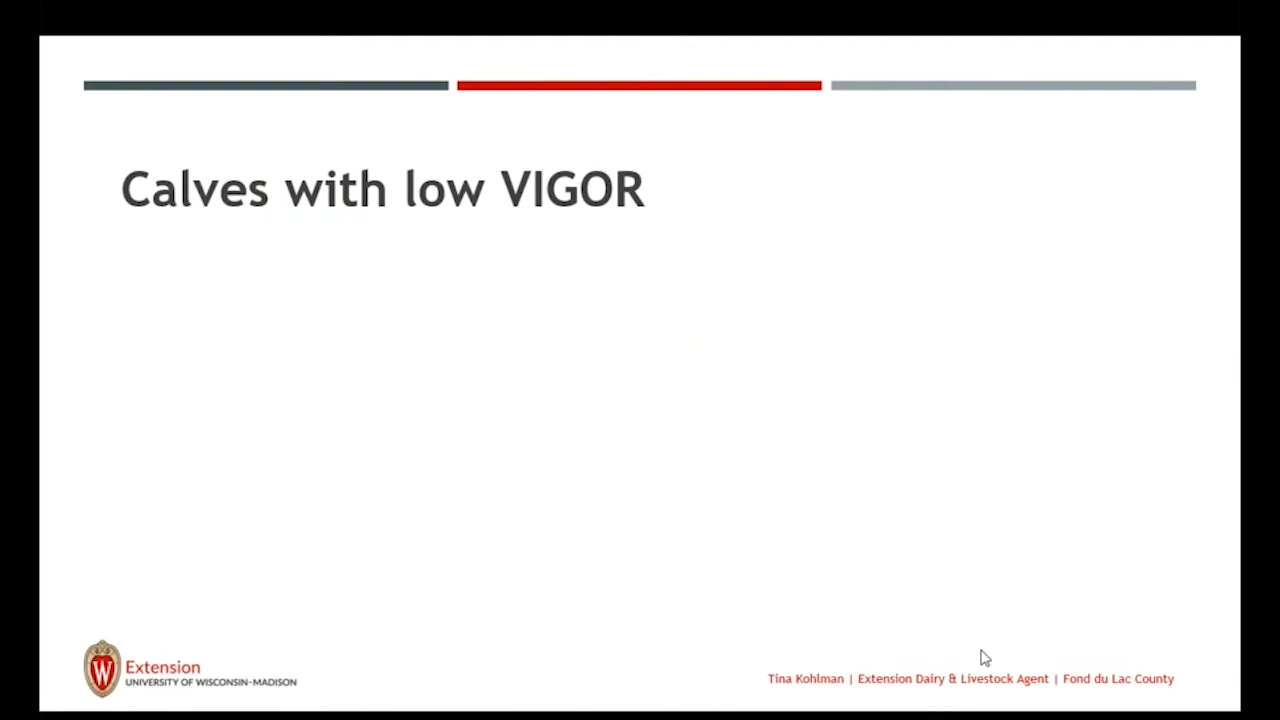 Calves with low VIGOR
W
Extension
UNIVERSITY OF WISCONSIN–MADISON
Tina Kohlman | Extension Dairy & Livestock Agent | Fond du Lac County